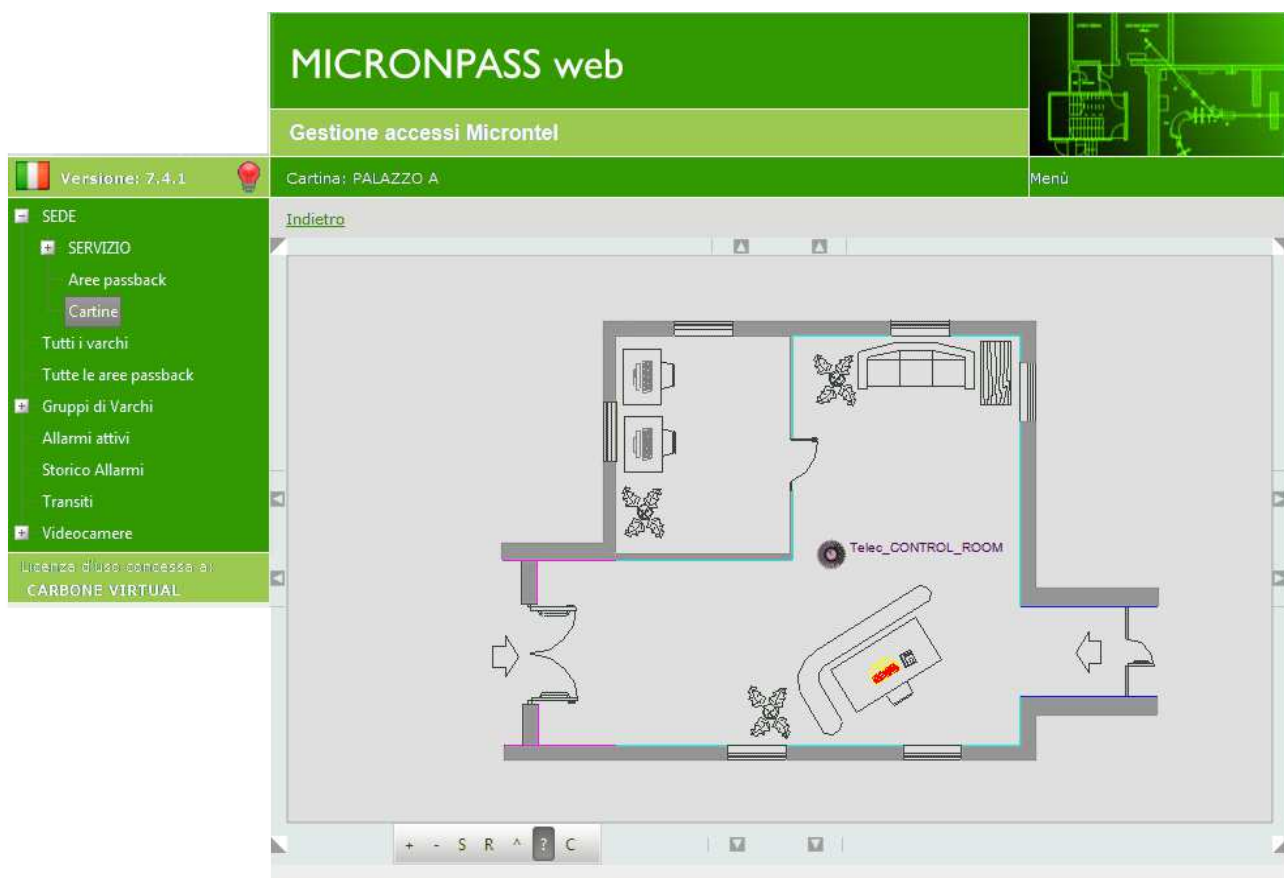 MICRONPASS web
Gestione accessi Microntel
Versione: 7.4.1
Cartina: PALAZZO A
Menù
SEDE
SERVIZIO
Aree passback
Cartine
Tutti i varchi
Tutte le aree passback
Gruppi di Varchi
Allarmi attivi
Storico Allarmi
Transiti
Videocamere
Licenza d'uso concessa a:
CARBONE VIRTUAL
Indietro
Telec_CONTROL_ROOM
+ - S R ^ ? C